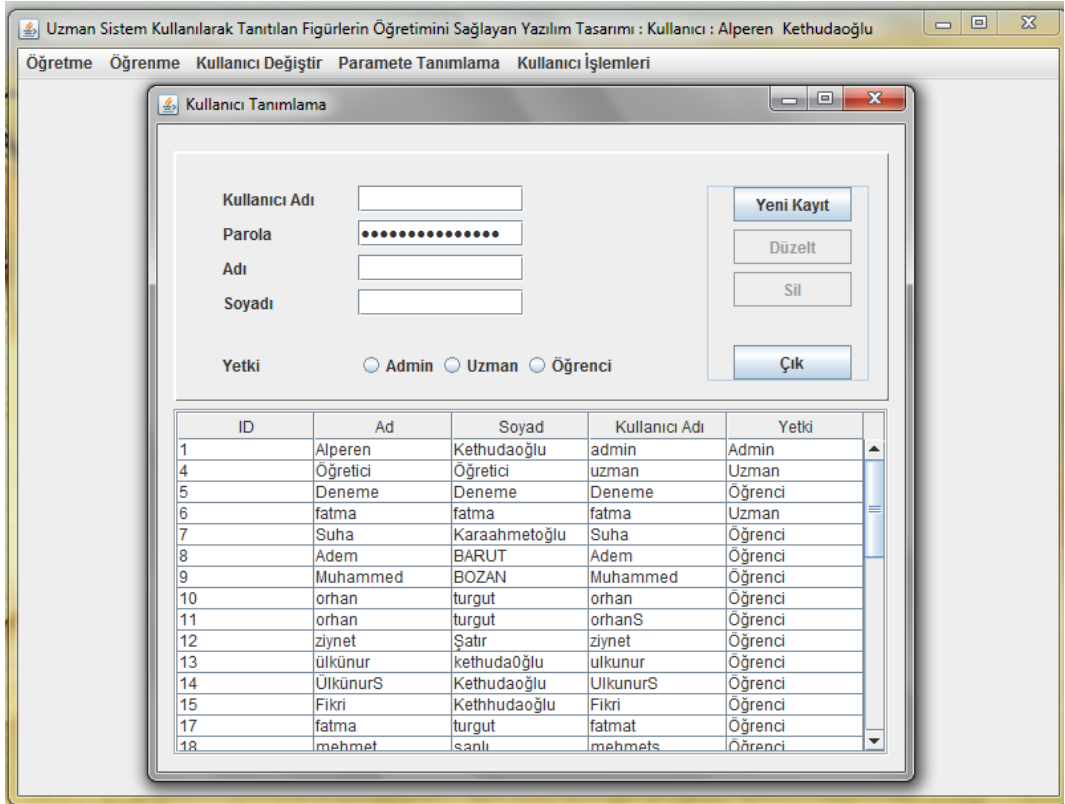 Uzman Sistem Kullanılarak Tanıtılan Figürlerin Öğretimini Sağlayan Yazılım Tasarımı : Kullanıcı : Alperen Kethudaoğlu
Öğretme Öğrenme Kullanıcı Değiştir Paramete Tanımlama Kullanıcı İşlemleri
Kullanıcı Tanımlama
Kullanıcı Adı
Yeni Kayıt
Parola •••••••••••••••
Düzelt
Adı
Sil
Soyadı
Yetki Admin Uzman Öğrenci
Çık
ID Ad Soyad Kullanıcı Adı Yetki
1 Alperen Kethudaoğlu admin Admin
4 Öğretici Öğretici uzman Uzman
5 Deneme Deneme Deneme Öğrenci
6 fatma fatma fatma Uzman
7 Suha Karaahmetoğlu Suha Öğrenci
8 Adem BARUT Adem Öğrenci
9 Muhammed BOZAN Muhammed Öğrenci
10 orhan turgut orhan Öğrenci
11 orhan turgut orhanS Öğrenci
12 ziynet Şatır ziynet Öğrenci
13 ülkünur kethuda0ğlu ulkunur Öğrenci
14 ÜlkünurS Kethudaoğlu UlkunurS Öğrenci
15 Fikri Kethhudaoğlu Fikri Öğrenci
17 fatma turgut fatmat Öğrenci
18 mehmet sanlı mehmets Öğrenci